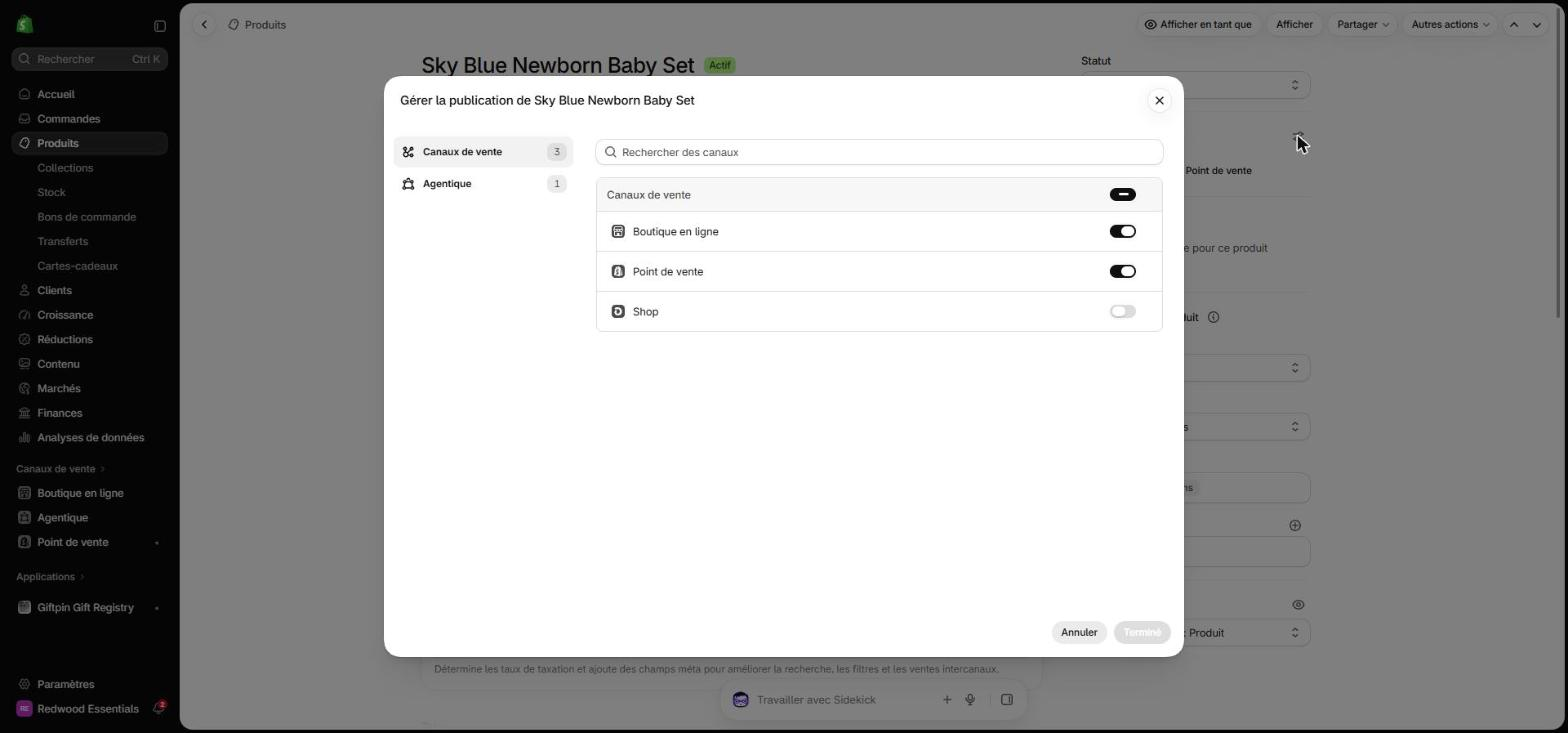 Rechercher Ctrl K
Accueil
Commandes
Produits
Collections
Stock
Bons de commande
Transferts
Cartes-cadeaux
Clients
Croissance
Réductions
Contenu
Marchés
Finances
Analyses de données
Canaux de vente
Boutique en ligne
Agentique
Point de vente
Applications
Giftpin Gift Registry
Paramètres
RE Redwood Essentials 2
Produits
Afficher en tant que
Afficher
Partager
Autres actions
Sky Blue Newborn Baby Set Actif
Statut
Gérer la publication de Sky Blue Newborn Baby Set
Canaux de vente 3
Agentique 1
Rechercher des canaux
Canaux de vente
Boutique en ligne
Point de vente
Shop
Annuler
Terminé
Point de vente
pour ce produit
Produit
Détermine les taux de taxation et ajoute des champs méta pour améliorer la recherche, les filtres et les ventes intercanaux.
Travailler avec Sidekick